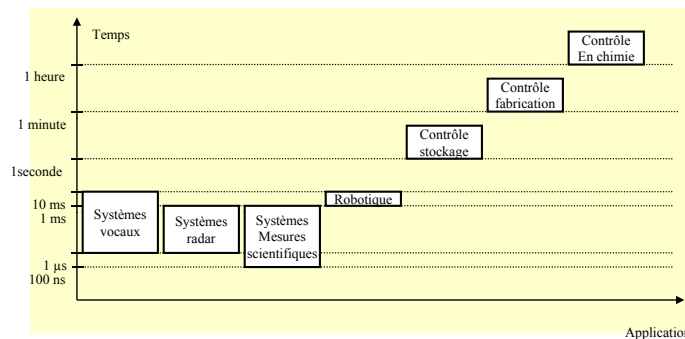 Temps
Contrôle
En chimie
1 heure
Contrôle
fabrication
1 minute
Contrôle
stockage
1seconde
10 ms
1 ms
Robotique
Systèmes
vocaux
Systèmes
radar
Systèmes
Mesures
scientifiques
1 µs
100 ns
Application